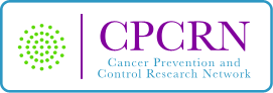 CPCRN
Cancer Prevention and
Control Research Network